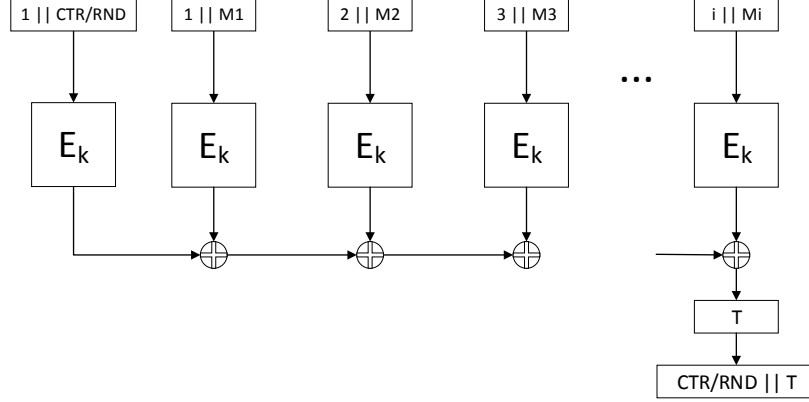 1 || CTR/RND
1 || M1
2 || M2
3 || M3
...
i || Mi
Ek
Ek
Ek
Ek
Ek
T
CTR/RND || T